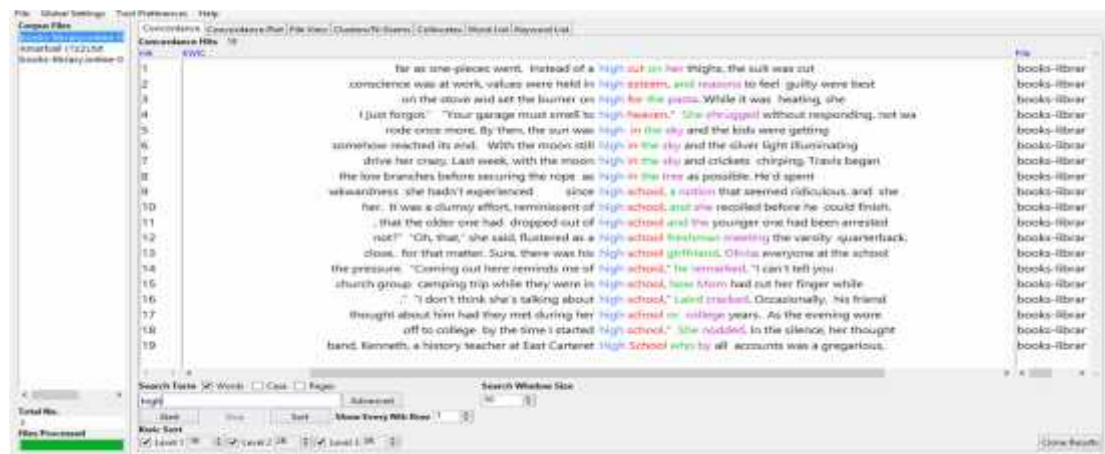 File Global Settings Tool Preferences Help
Corpus Files
Concordance Concordance Plot File View Clusters/N-Grams Collocates Word List Keyword List
Concordance Hits 19
Hit KWIC File
1 far as one-pieces went. Instead of a high cut on her thighs, the suit was cut books-librar
2 conscience was at work, values were held in high esteem, and reasons to feel guilty were best books-librar
3 on the stove and set the burner on high for the pasta. While it was heating, she books-librar
4 I just forgot." "Your garage must smell to high heaven." She shrugged without responding, not wa books-librar
5 rode once more. By then, the sun was high in the sky and the kids were getting books-librar
6 somehow reached its end. With the moon still high in the sky and the silver light illuminating books-librar
7 drive her crazy. Last week, with the moon high in the sky and crickets chirping, Travis began books-librar
8 the low branches before securing the rope as high in the tree as possible. He'd spent books-librar
9 awkwardness she hadn't experienced since high school, a notion that seemed ridiculous, and she books-librar
10 her. It was a clumsy effort, reminiscent of high school, and she recoiled before he could finish. books-librar
11 , that the older one had dropped out of high school and the younger one had been arrested books-librar
12 not?" "Oh, that," she said, flustered as a high school freshman meeting the varsity quarterback. books-librar
13 close, for that matter. Sure, there was his high school girlfriend, Olivia; everyone at the school books-librar
14 the pressure. "Coming out here reminds me of high school," he remarked. "I can't tell you books-librar
15 church group camping trip while they were in high school, how Mom had cut her finger while books-librar
16 ." "I don't think she's talking about high school," Laird cracked. Occasionally, his friend books-librar
17 thought about him had they met during her high school or college years. As the evening wore books-librar
18 off to college by the time I started high school." She nodded. In the silence, her thought books-librar
19 band. Kenneth, a history teacher at East Carteret High School who by all accounts was a gregarious, books-librar
Search Term Words Case Regex Search Window Size
high Advanced 50
Start Stop Sort Show Every Nth Row 1
Total No.
3
Files Processed
Kwic Sort
Level 1 1R Level 2 2R Level 3 3R Clone Results